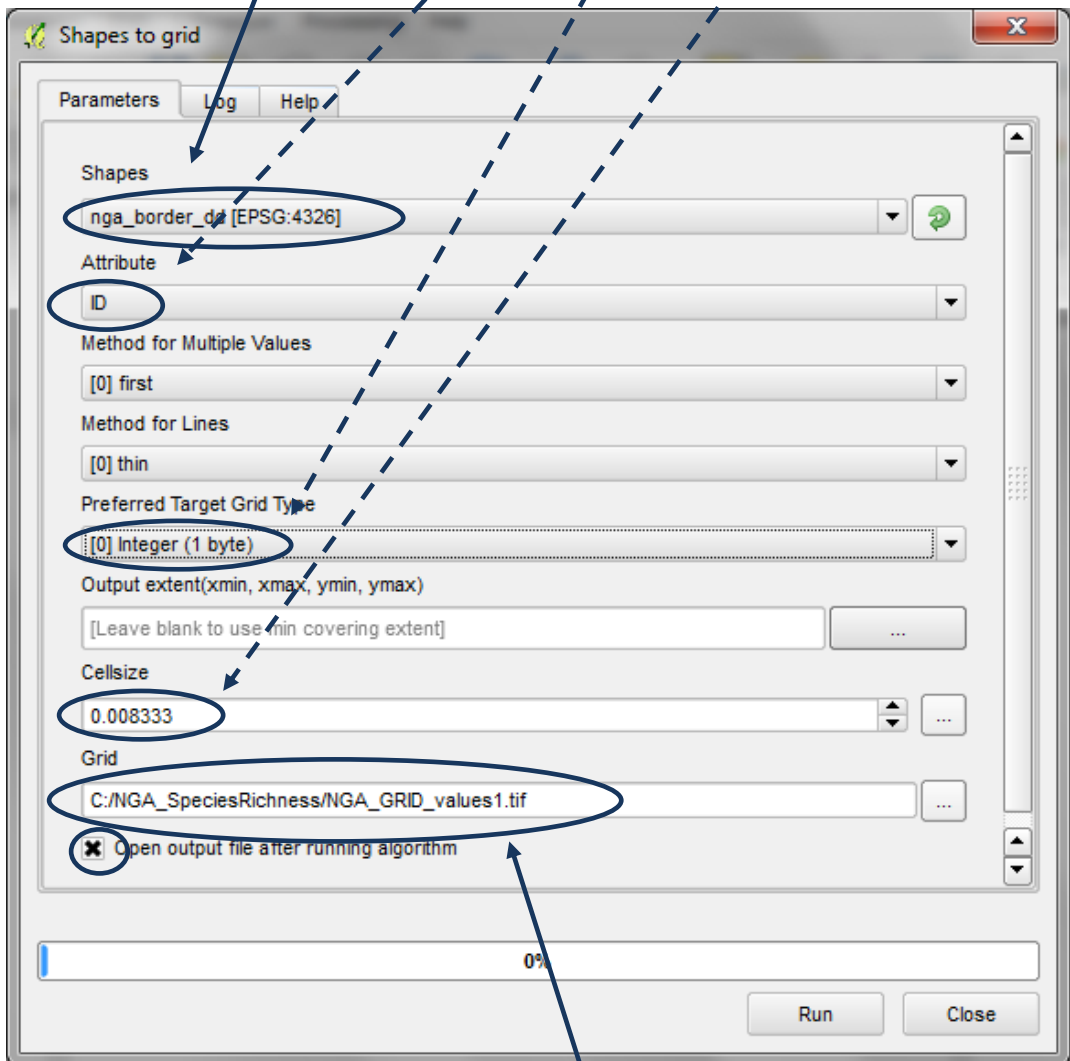 Shapes to grid
Parameters Log Help
Shapes
nga_border_dd [EPSG:4326]
Attribute
ID
Method for Multiple Values
[0] first
Method for Lines
[0] thin
Preferred Target Grid Type
[0] Integer (1 byte)
Output extent(xmin, xmax, ymin, ymax)
[Leave blank to use min covering extent]
...
Cellsize
0.008333
...
Grid
C:/NGA_SpeciesRichness/NGA_GRID_values1.tif
...
Open output file after running algorithm
0%
Run Close